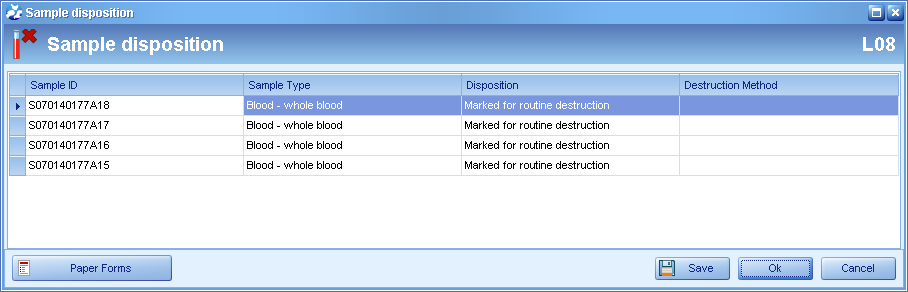 Sample disposition
Sample disposition L08
Sample ID Sample Type Disposition Destruction Method
S070140177A18 Blood - whole blood Marked for routine destruction
S070140177A17 Blood - whole blood Marked for routine destruction
S070140177A16 Blood - whole blood Marked for routine destruction
S070140177A15 Blood - whole blood Marked for routine destruction
Paper Forms Save Ok Cancel